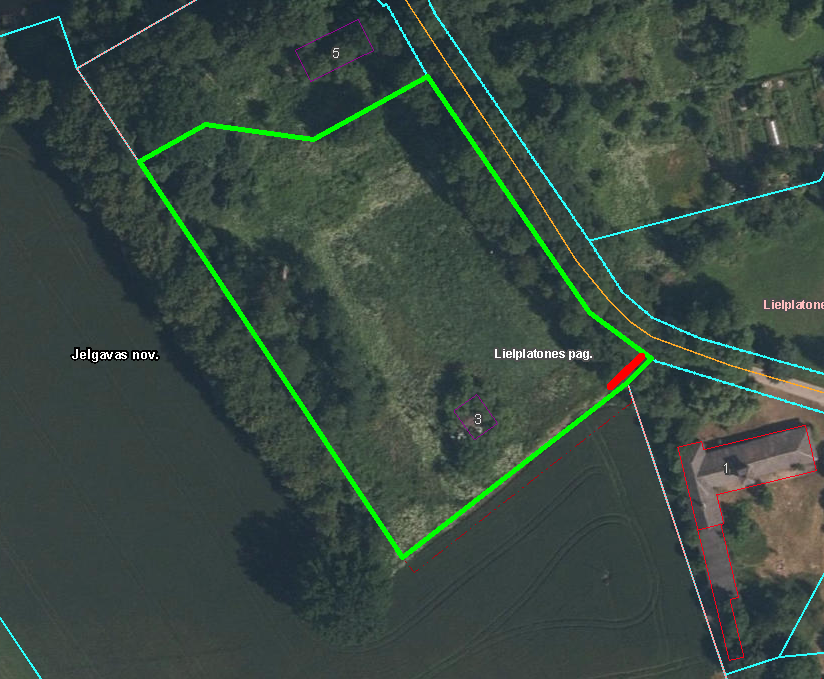 5
Lielplatone
Jelgavas nov.
Lielplatones pag.
3
1